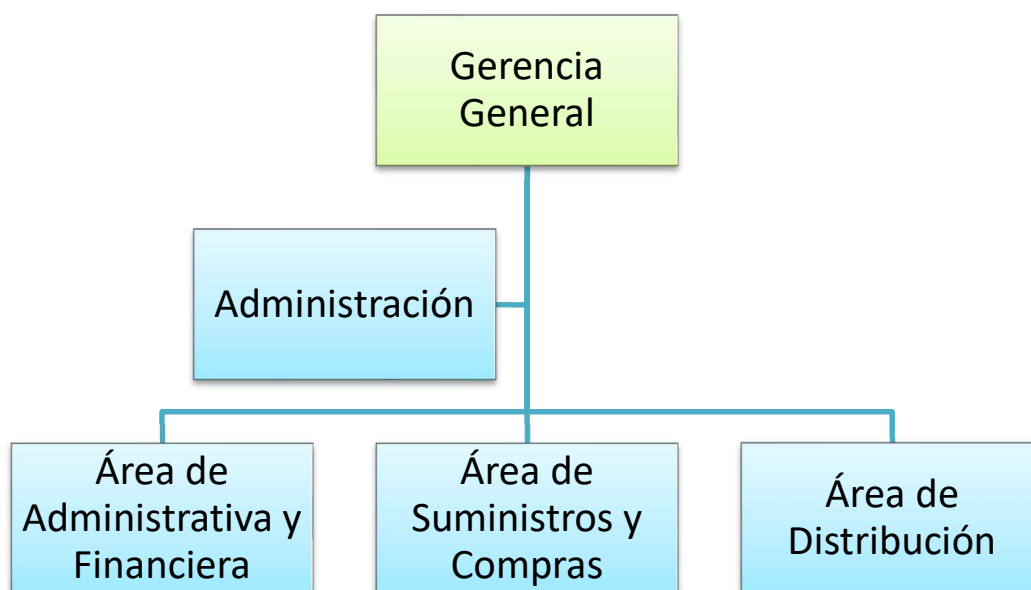 Gerencia
General
Administración
Área de
Administrativa y
Financiera
Área de
Suministros y
Compras
Área de
Distribución